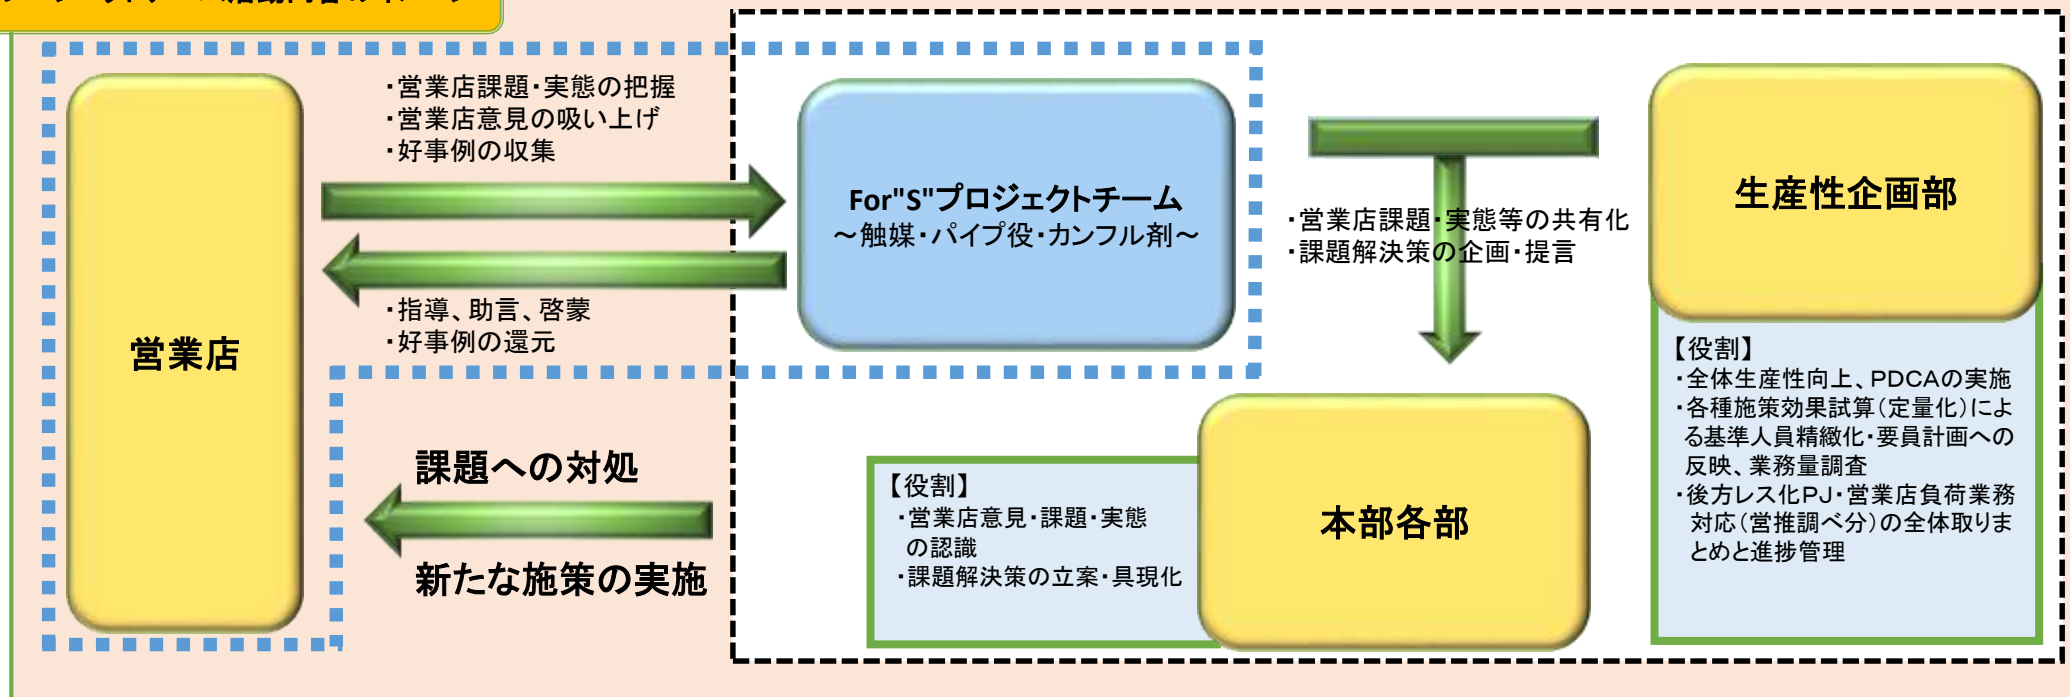 ・営業店課題・実態の把握
・営業店意見の吸い上げ
・好事例の収集
・指導、助言、啓蒙
・好事例の還元
営業店
For"S"プロジェクトチーム
～触媒・パイプ役・カンフル剤～
・営業店課題・実態等の共有化
・課題解決策の企画・提言
生産性企画部
【役割】
・全体生産性向上、PDCAの実施
・各種施策効果試算（定量化）によ
る基準人員精緻化・要員計画への
反映、業務量調査
・後方レス化PJ・営業店負荷業務
対応（営推調べ分）の全体取りま
とめと進捗管理
課題への対処
新たな施策の実施
【役割】
・営業店意見・課題・実態
の認識
・課題解決策の立案・具現化
本部各部